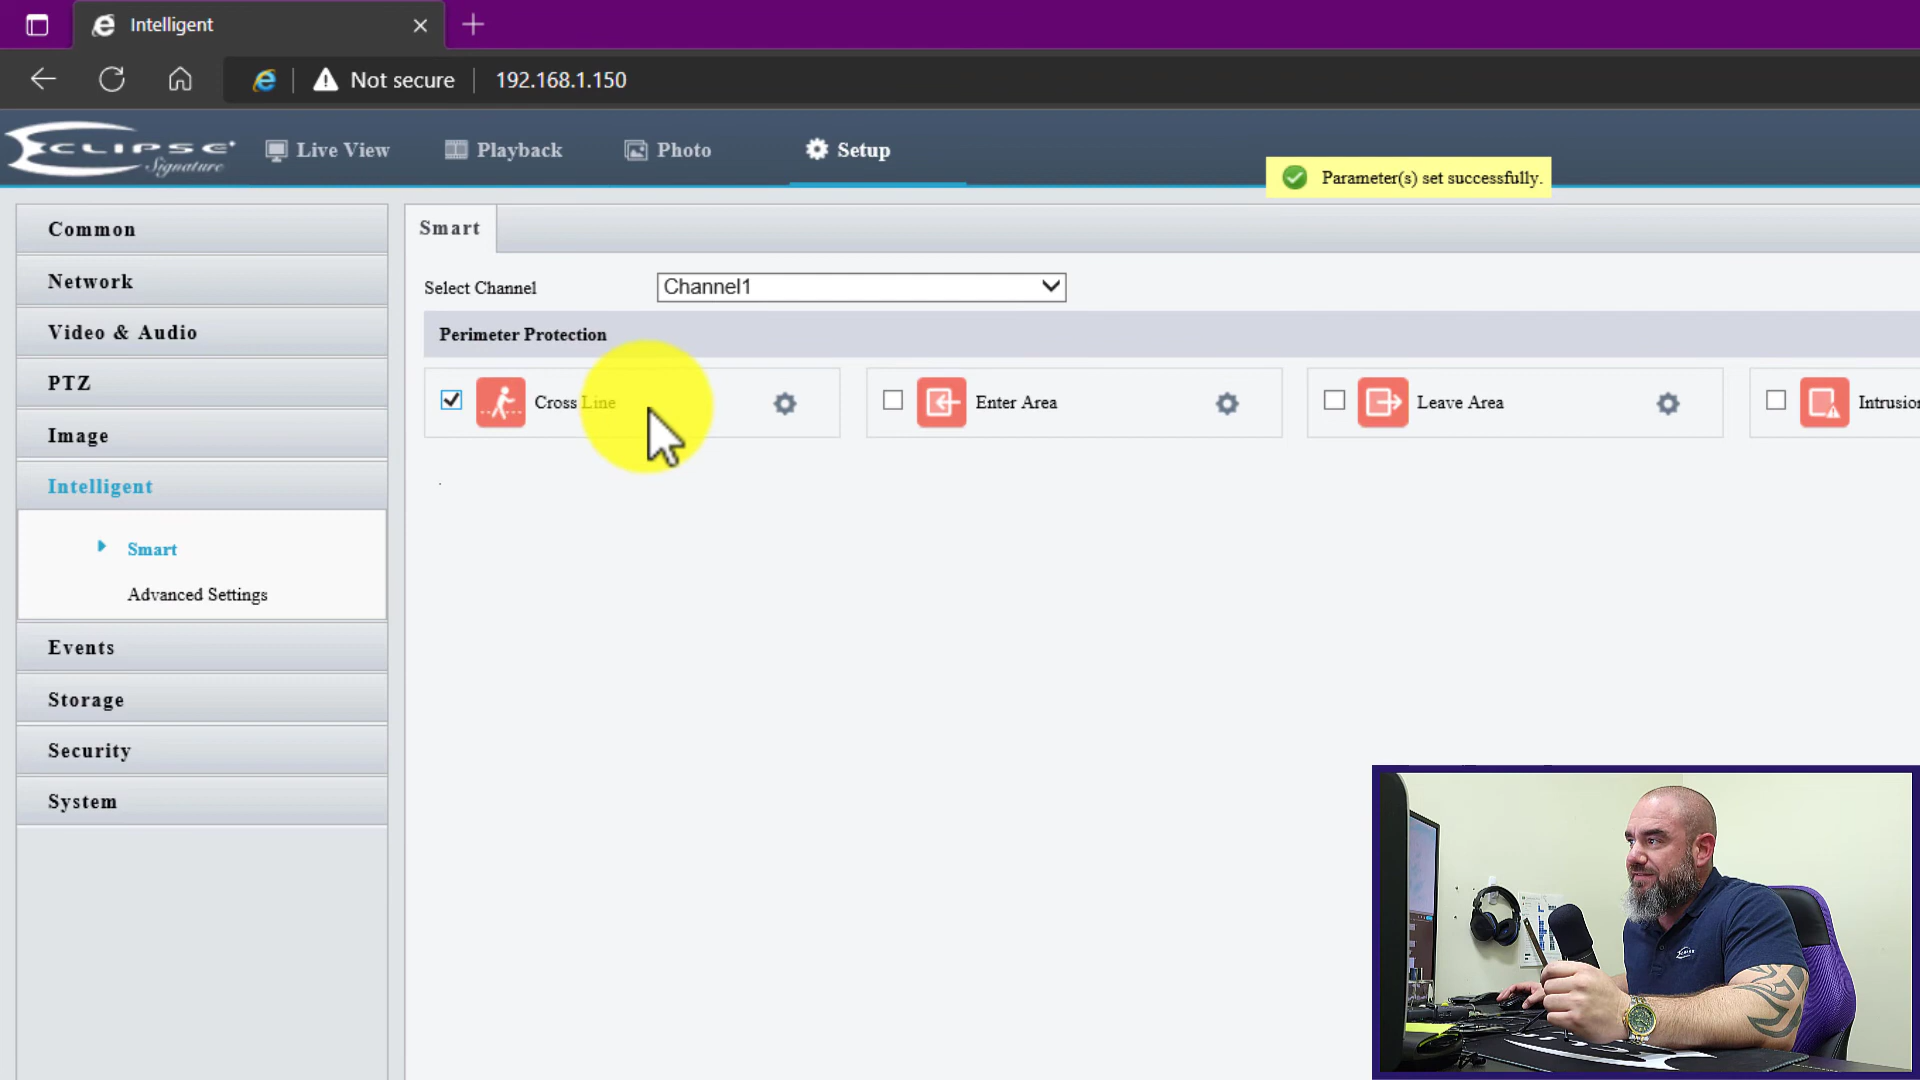 Intelligent
Not secure
192.168.1.150
ECLIPSE
Signature
Live View
Playback
Photo
Setup
Parameter(s) set successfully.
Common
Network
Video & Audio
PTZ
Image
Intelligent
Smart
Advanced Settings
Events
Storage
Security
System
Smart
Select Channel
Channel1
Perimeter Protection
Cross Line
Enter Area
Leave Area
Intrusion